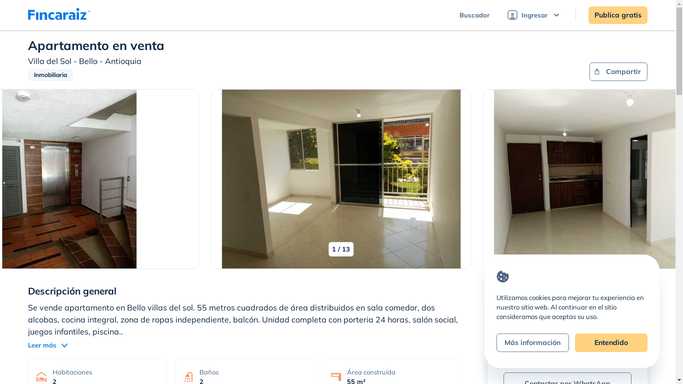 Fincaraiz
Buscador
Ingresar
Publica gratis
Apartamento en venta
Villa del Sol - Bello - Antioquia
Inmobiliaria
Compartir
1 / 13
Descripción general
Se vende apartamento en Bello villas del sol. 55 metros cuadrados de área distribuidos en sala comedor, dos
alcobas, cocina integral, zona de ropas independiente, balcón. Unidad completa con portería 24 horas, salón social,
juegos infantiles, piscina...
Leer más
Habitaciones
2
Baños
2
Área construida
55 m²
Utilizamos cookies para mejorar tu experiencia en
nuestro sitio web. Al continuar en el sitio
consideramos que aceptas su uso.
Más información
Entendido
Contactar por WhatsApp